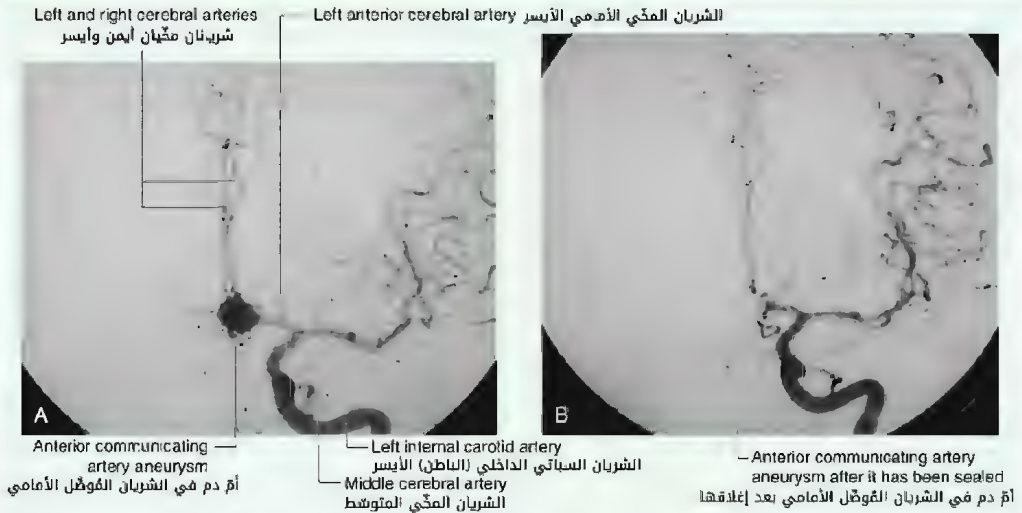 Left and right cerebral arteries
شريانان مخّيان أيمن وأيسر
Left anterior cerebral artery الشريان المخّي الأمامي الأيسر
A
B
Anterior communicating
artery aneurysm
أمّ دم في الشريان المُوصِّل الأمامي
Left internal carotid artery
الشريان السباتي الداخلي (الباطن) الأيسر
Middle cerebral artery
الشريان المخّي المتوسّط
Anterior communicating artery
aneurysm after it has been sealed
أمّ دم في الشريان المُوصِّل الأمامي بعد إغلاقها